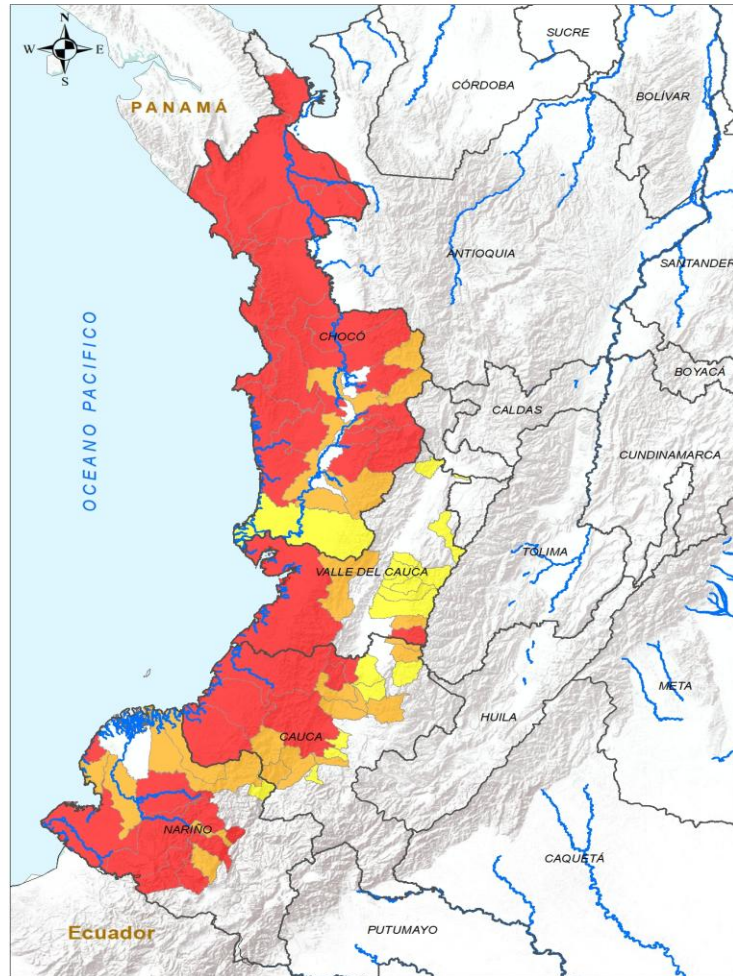 N
W E
S
SUCRE
CÓRDOBA
BOLÍVAR
PANAMÁ
ANTIOQUIA
SANTANDER
OCEANO PACIFICO
CHOCÓ
BOYACÁ
CALDAS
CUNDINAMARCA
TOLIMA
VALLE DEL CAUCA
META
HUILA
CAUCA
NARIÑO
CAQUETÁ
PUTUMAYO
Ecuador